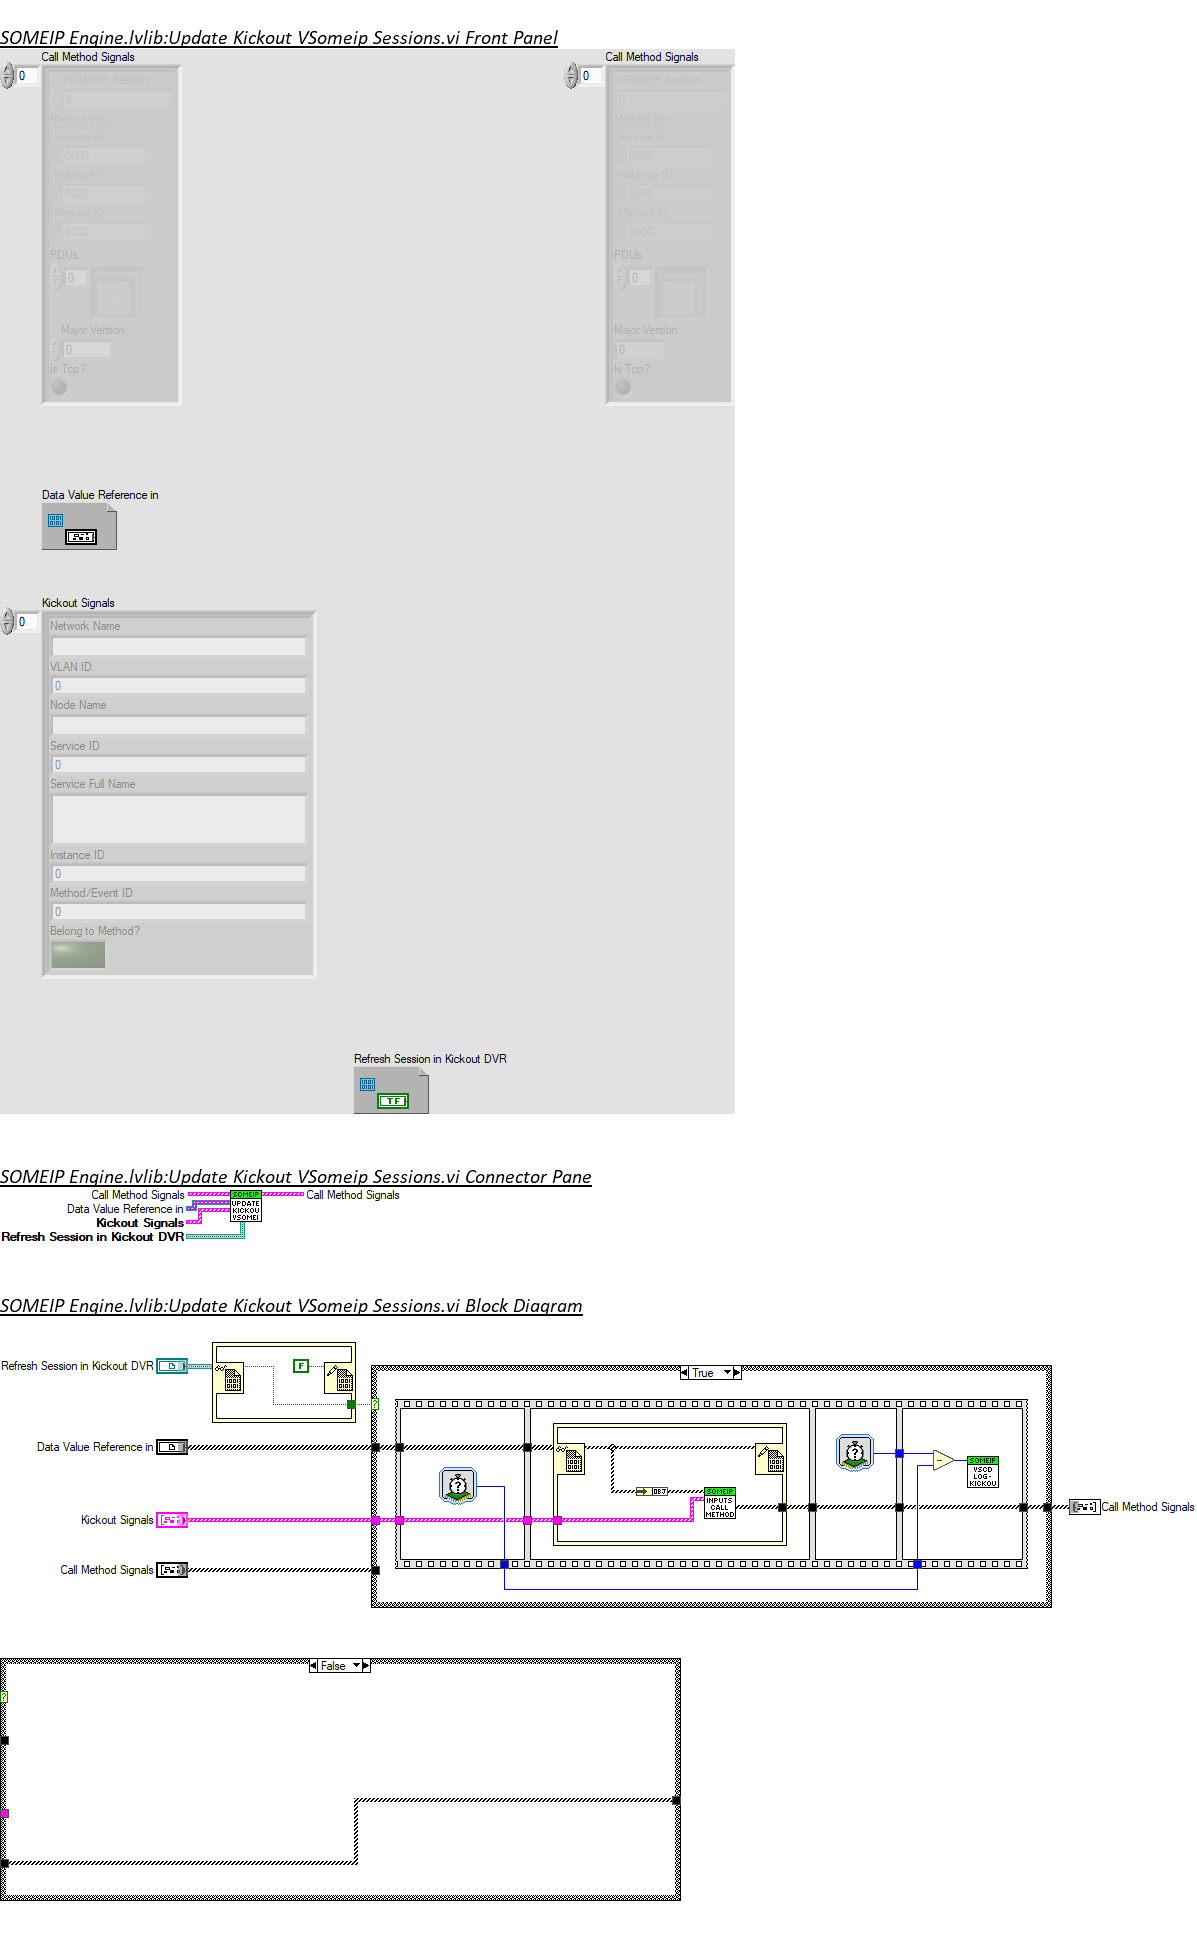 SOMEIP Engine.lvlib:Update Kickout VSomeip Sessions.vi Front Panel
Call Method Signals
0
VSOMEIP Session
0
Method Info
Service ID
0000
Instance ID
0000
Method ID
0000
PDUs
0
Major Version
0
Is Tcp?
Call Method Signals
0
VSOMEIP Session
0
Method Info
Service ID
0000
Instance ID
0000
Method ID
0000
PDUs
0
Major Version
0
Is Tcp?
Data Value Reference in
Kickout Signals
0
Network Name
VLAN ID
0
Node Name
Service ID
0
Service Full Name
Instance ID
0
Method/Event ID
0
Belong to Method?
Refresh Session in Kickout DVR
TF
SOMEIP Engine.lvlib:Update Kickout VSomeip Sessions.vi Connector Pane
Call Method Signals
Data Value Reference in
Kickout Signals
Refresh Session in Kickout DVR
SOMEIP
UPDATE
KICKOU
VSOMEI
Call Method Signals
SOMEIP Engine.lvlib:Update Kickout VSomeip Sessions.vi Block Diagram
Refresh Session in Kickout DVR
F
True
?
Data Value Reference in
?
?
SOMEIP
VSCD
LOG-
KICKOU
OBJ
SOMEIP
INPUTS
CALL
METHOD
Kickout Signals
Call Method Signals
Call Method Signals
False
?